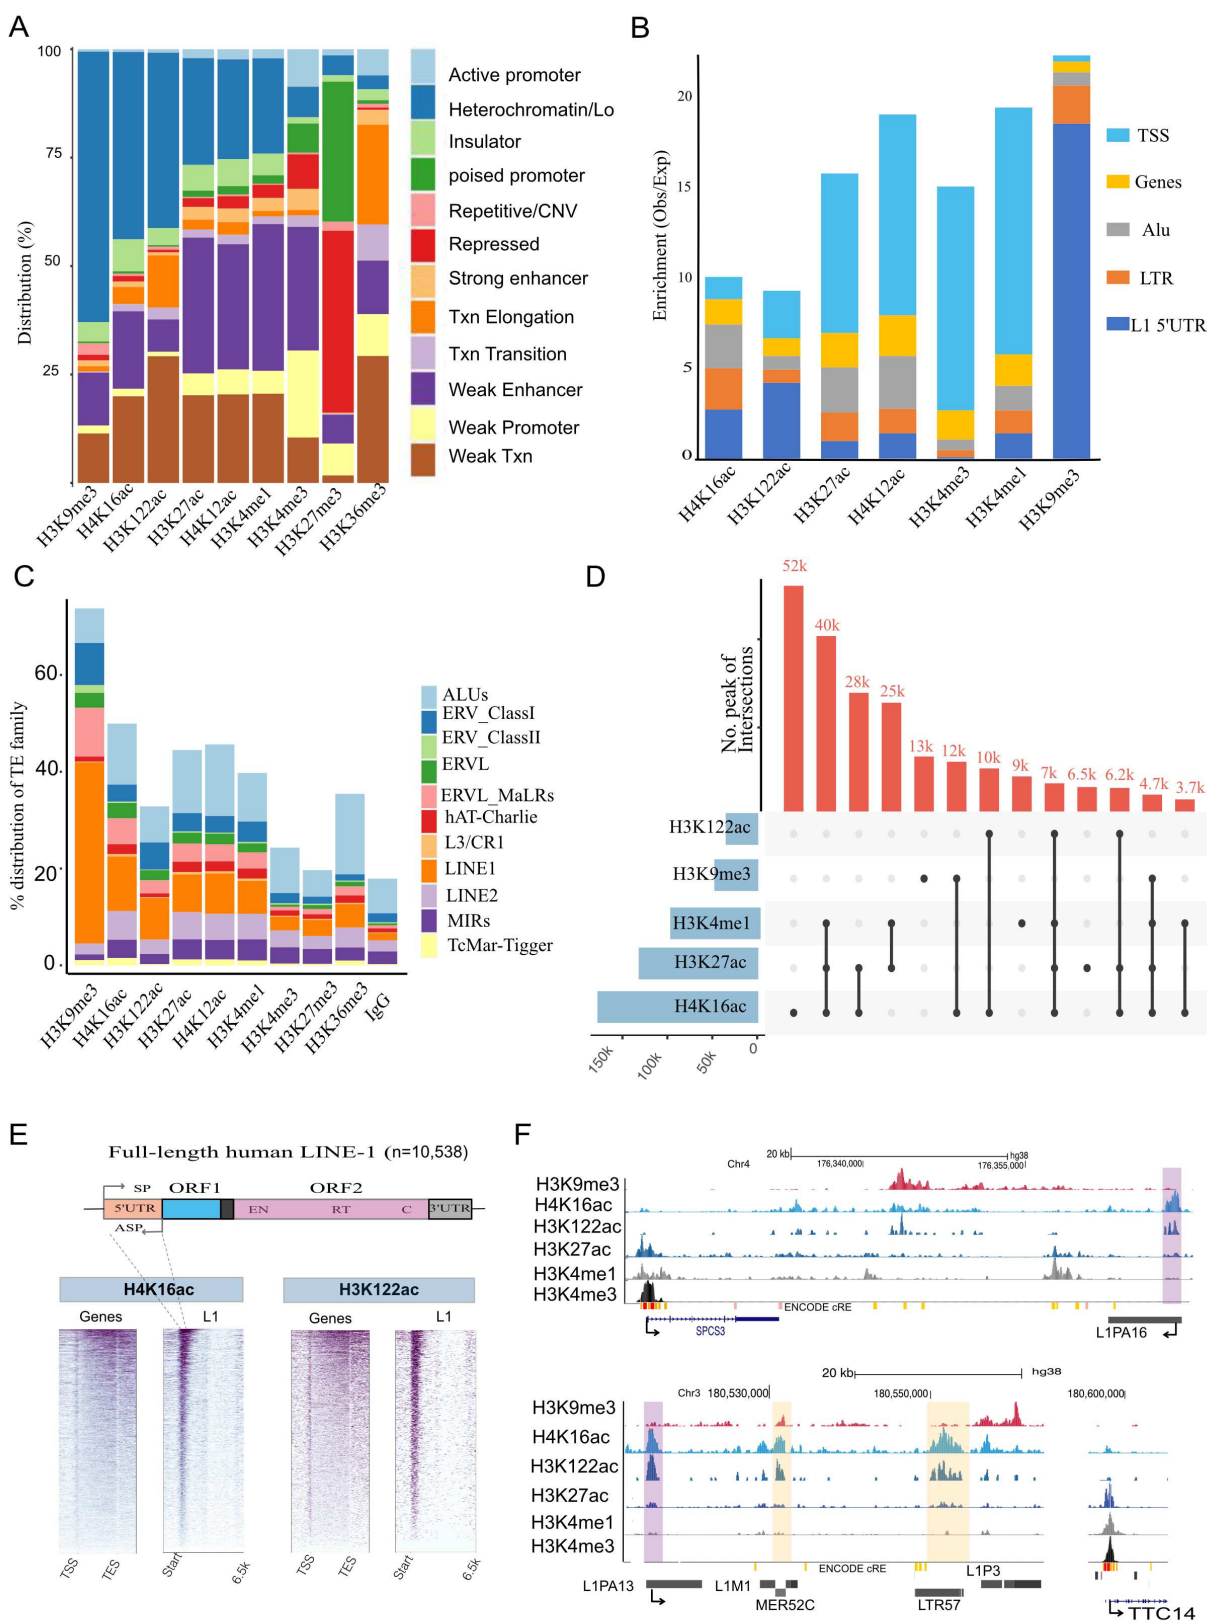 A
100
75
50
25
Distribution (%)
H3K9me3
H4K16ac
H3K122ac
H3K27ac
H4K12ac
H3K4me1
H3K4me3
H3K27me3
H3K36me3
Active promoter
Heterochromatin/Lo
Insulator
poised promoter
Repetitive/CNV
Repressed
Strong enhancer
Txn Elongation
Txn Transition
Weak Enhancer
Weak Promoter
Weak Txn
B
20
15
10
5
0
Enrichment (Obs/Exp)
H4K16ac
H3K122ac
H3K27ac
H4K12ac
H3K4me3
H3K4me1
H3K9me3
TSS
Genes
Alu
LTR
L1 5'UTR
C
60
40
20
0
% distribution of TE family
H3K9me3
H4K16ac
H3K122ac
H3K27ac
H4K12ac
H3K4me1
H3K4me3
H3K27me3
H3K36me3
IgG
ALUs
ERV_ClassI
ERV_ClassII
ERVL
ERVL_MaLRs
hAT-Charlie
L3/CR1
LINE1
LINE2
MIRs
TcMar-Tigger
D
No. peak of
Intersections
52k
40k
28k
25k
13k
12k
10k
9k
7k
6.5k
6.2k
4.7k
3.7k
H3K122ac
H3K9me3
H3K4me1
H3K27ac
H4K16ac
150k
100k
50k
0
E
Full-length human LINE-1 (n=10,538)
SP
ORF1
ORF2
5'UTR
EN
RT
C
3'UTR
ASP
H4K16ac
H3K122ac
Genes
L1
Genes
L1
TSS
TES
Start
6.5k
TSS
TES
Start
6.5k
F
20 kb
hg38
Chr4
176,340,000
176,355,000
H3K9me3
H4K16ac
H3K122ac
H3K27ac
H3K4me1
H3K4me3
ENCODE cRE
SPCS3
L1PA16
20 kb
hg38
Chr3
180,530,000
180,550,000
180,600,000
H3K9me3
H4K16ac
H3K122ac
H3K27ac
H3K4me1
H3K4me3
ENCODE cRE
L1PA13
L1M1
MER52C
LTR57
L1P3
TTC14